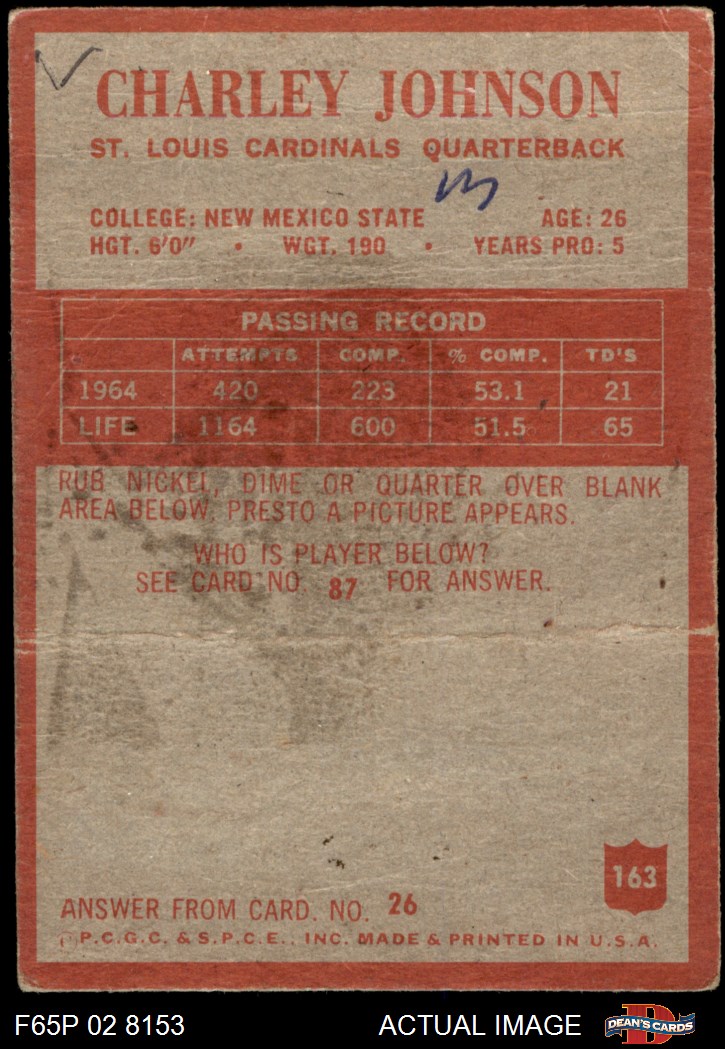 CHARLEY JOHNSON
ST. LOUIS CARDINALS QUARTERBACK
COLLEGE: NEW MEXICO STATE AGE: 26
HGT. 6'0" • WGT. 190 • YEARS PRO: 5
PASSING RECORD
ATTEMPTS COMP. % COMP. TD'S
1964 420 223 53.1 21
LIFE 1164 600 51.5 65
RUB NICKEL, DIME OR QUARTER OVER BLANK
AREA BELOW. PRESTO A PICTURE APPEARS.
WHO IS PLAYER BELOW?
SEE CARD NO. 87 FOR ANSWER.
163
ANSWER FROM CARD. NO. 26
P.C.G.C. & S.P.C.E., INC. MADE & PRINTED IN U.S.A.
F65P 02 8153 ACTUAL IMAGE DEAN'S CARDS